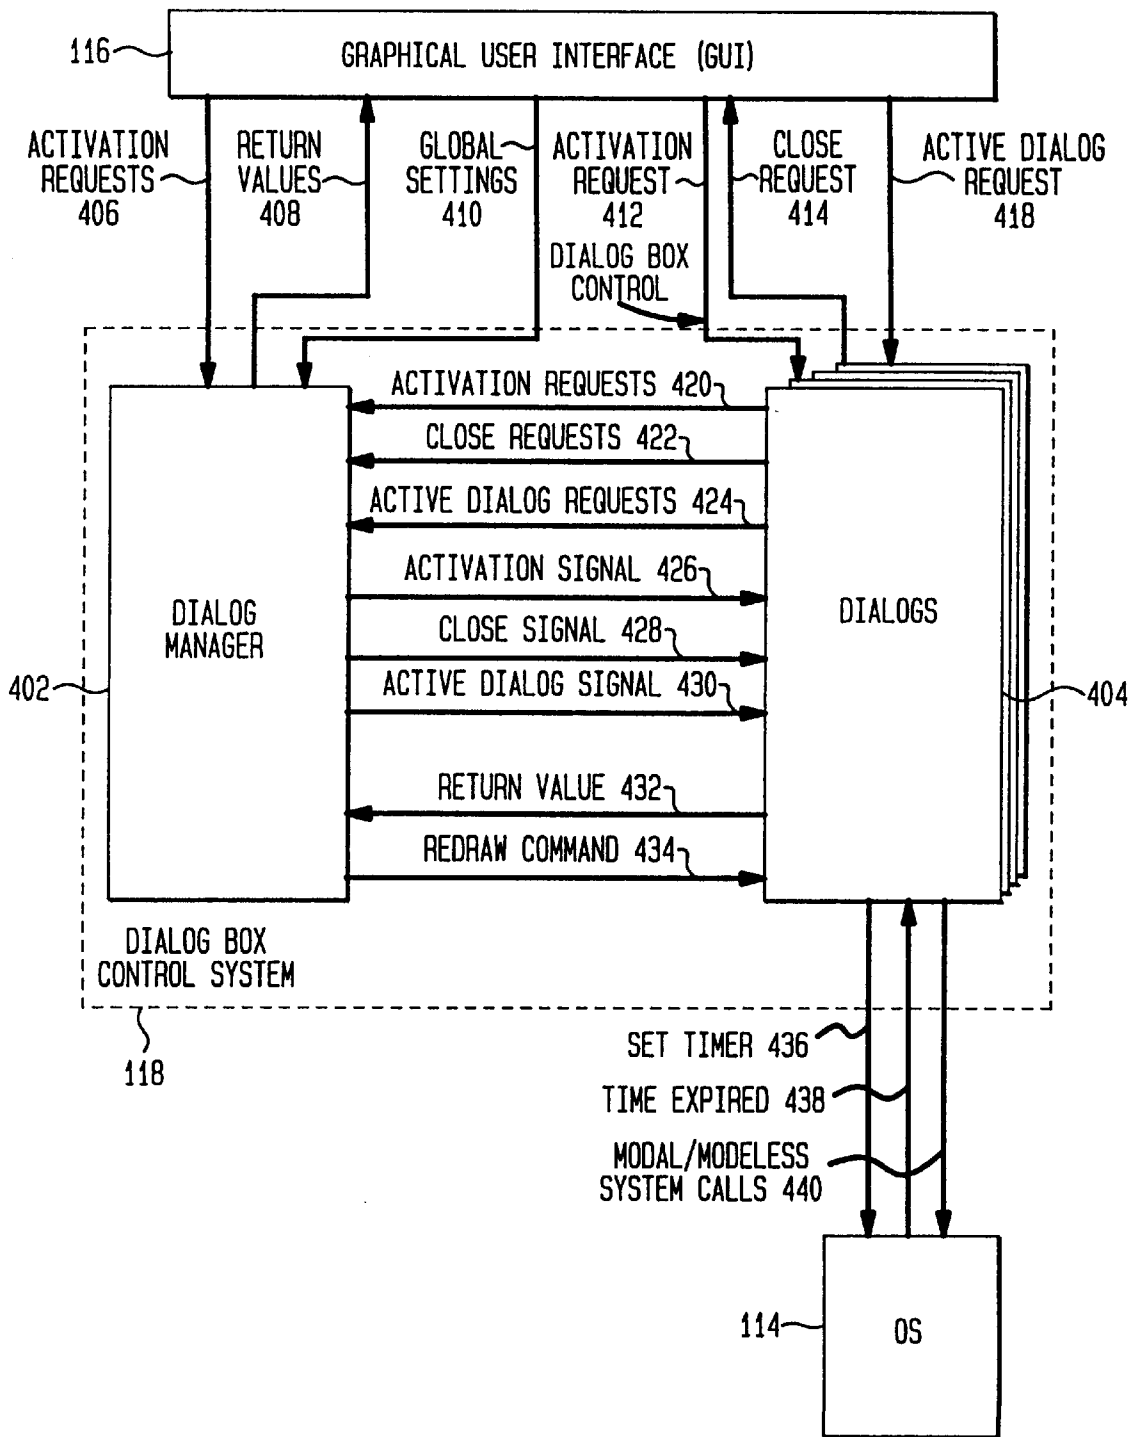 116
GRAPHICAL USER INTERFACE (GUI)
ACTIVATION
REQUESTS
406
RETURN
VALUES
408
GLOBAL
SETTINGS
410
ACTIVATION
REQUEST
412
CLOSE
REQUEST
414
ACTIVE DIALOG
REQUEST
418
DIALOG BOX
CONTROL
ACTIVATION REQUESTS 420
CLOSE REQUESTS 422
ACTIVE DIALOG REQUESTS 424
ACTIVATION SIGNAL 426
CLOSE SIGNAL 428
ACTIVE DIALOG SIGNAL 430
RETURN VALUE 432
REDRAW COMMAND 434
DIALOG
MANAGER
402
DIALOGS
404
DIALOG BOX
CONTROL SYSTEM
118
SET TIMER 436
TIME EXPIRED 438
MODAL/MODELESS
SYSTEM CALLS 440
114
OS